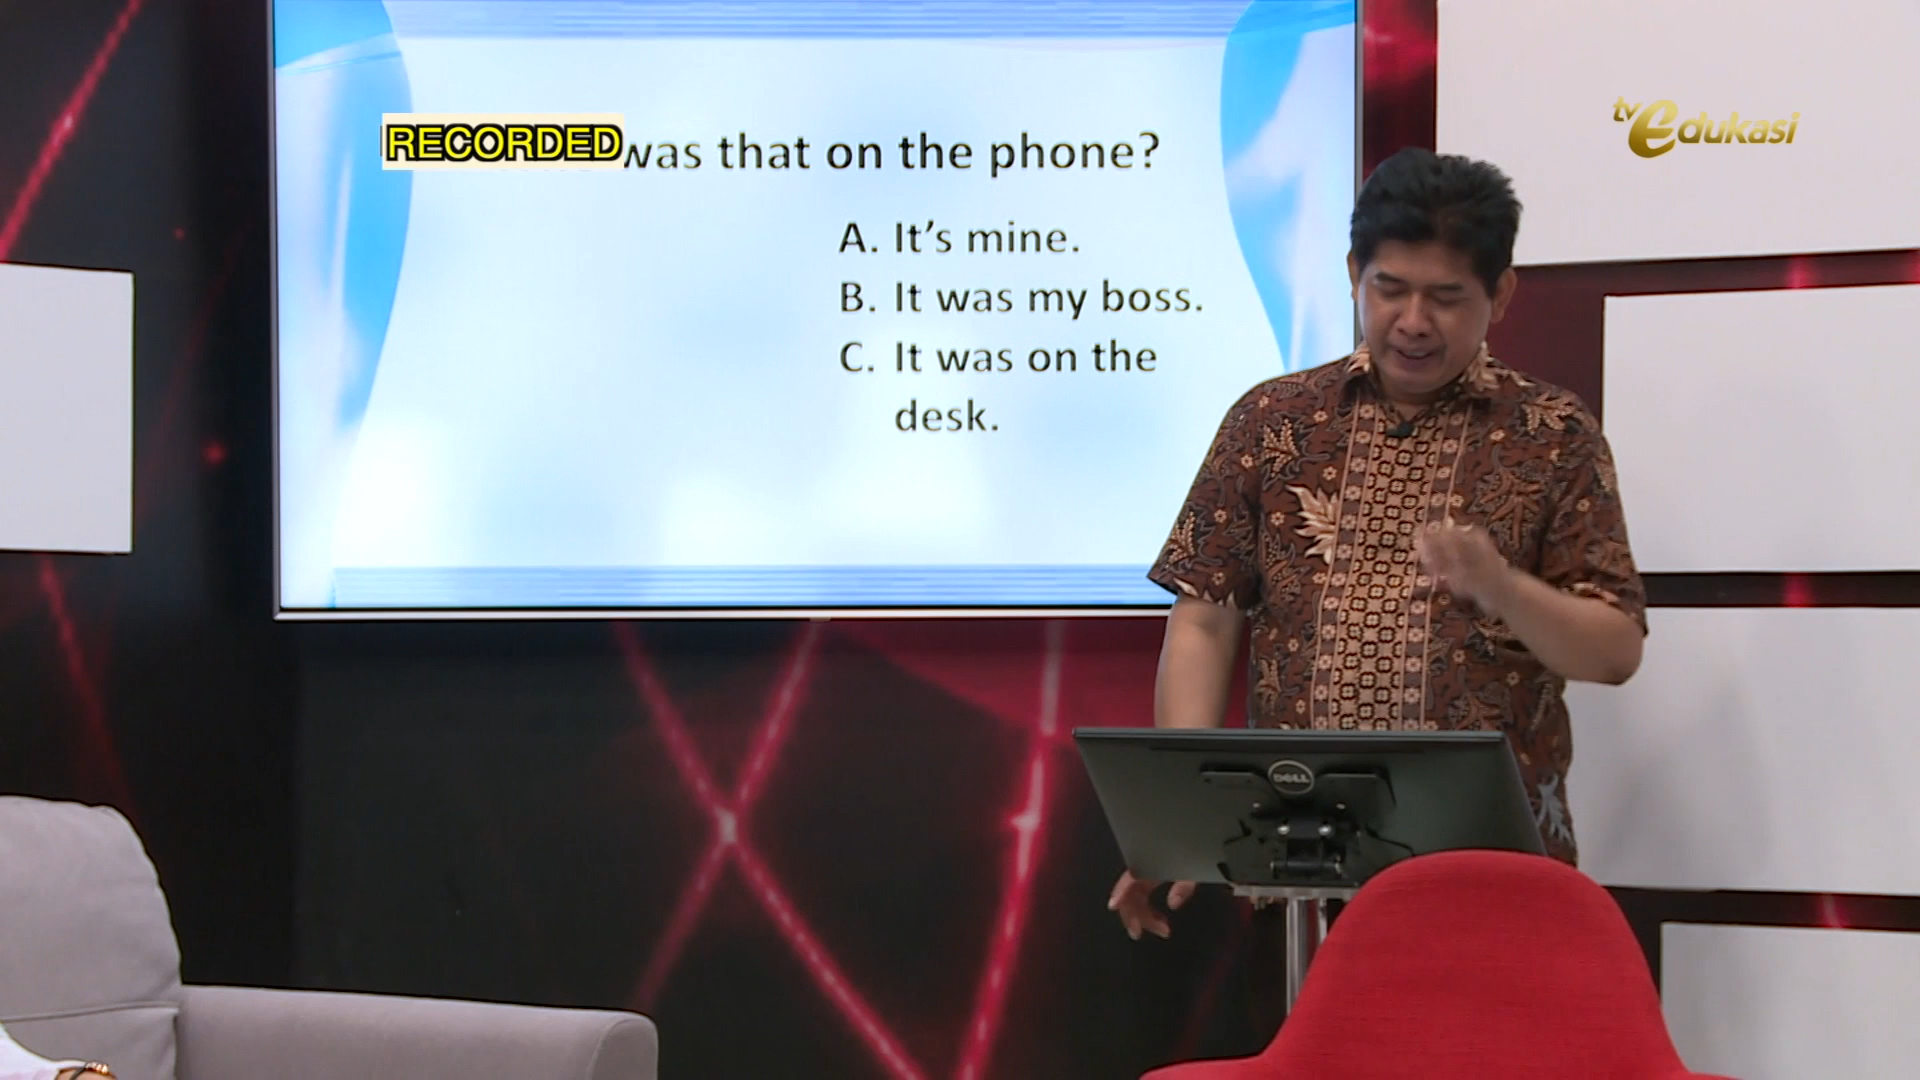 RECORDED was that on the phone?
A. It's mine.
B. It was my boss.
C. It was on the
desk.
tv edukasi
DELL